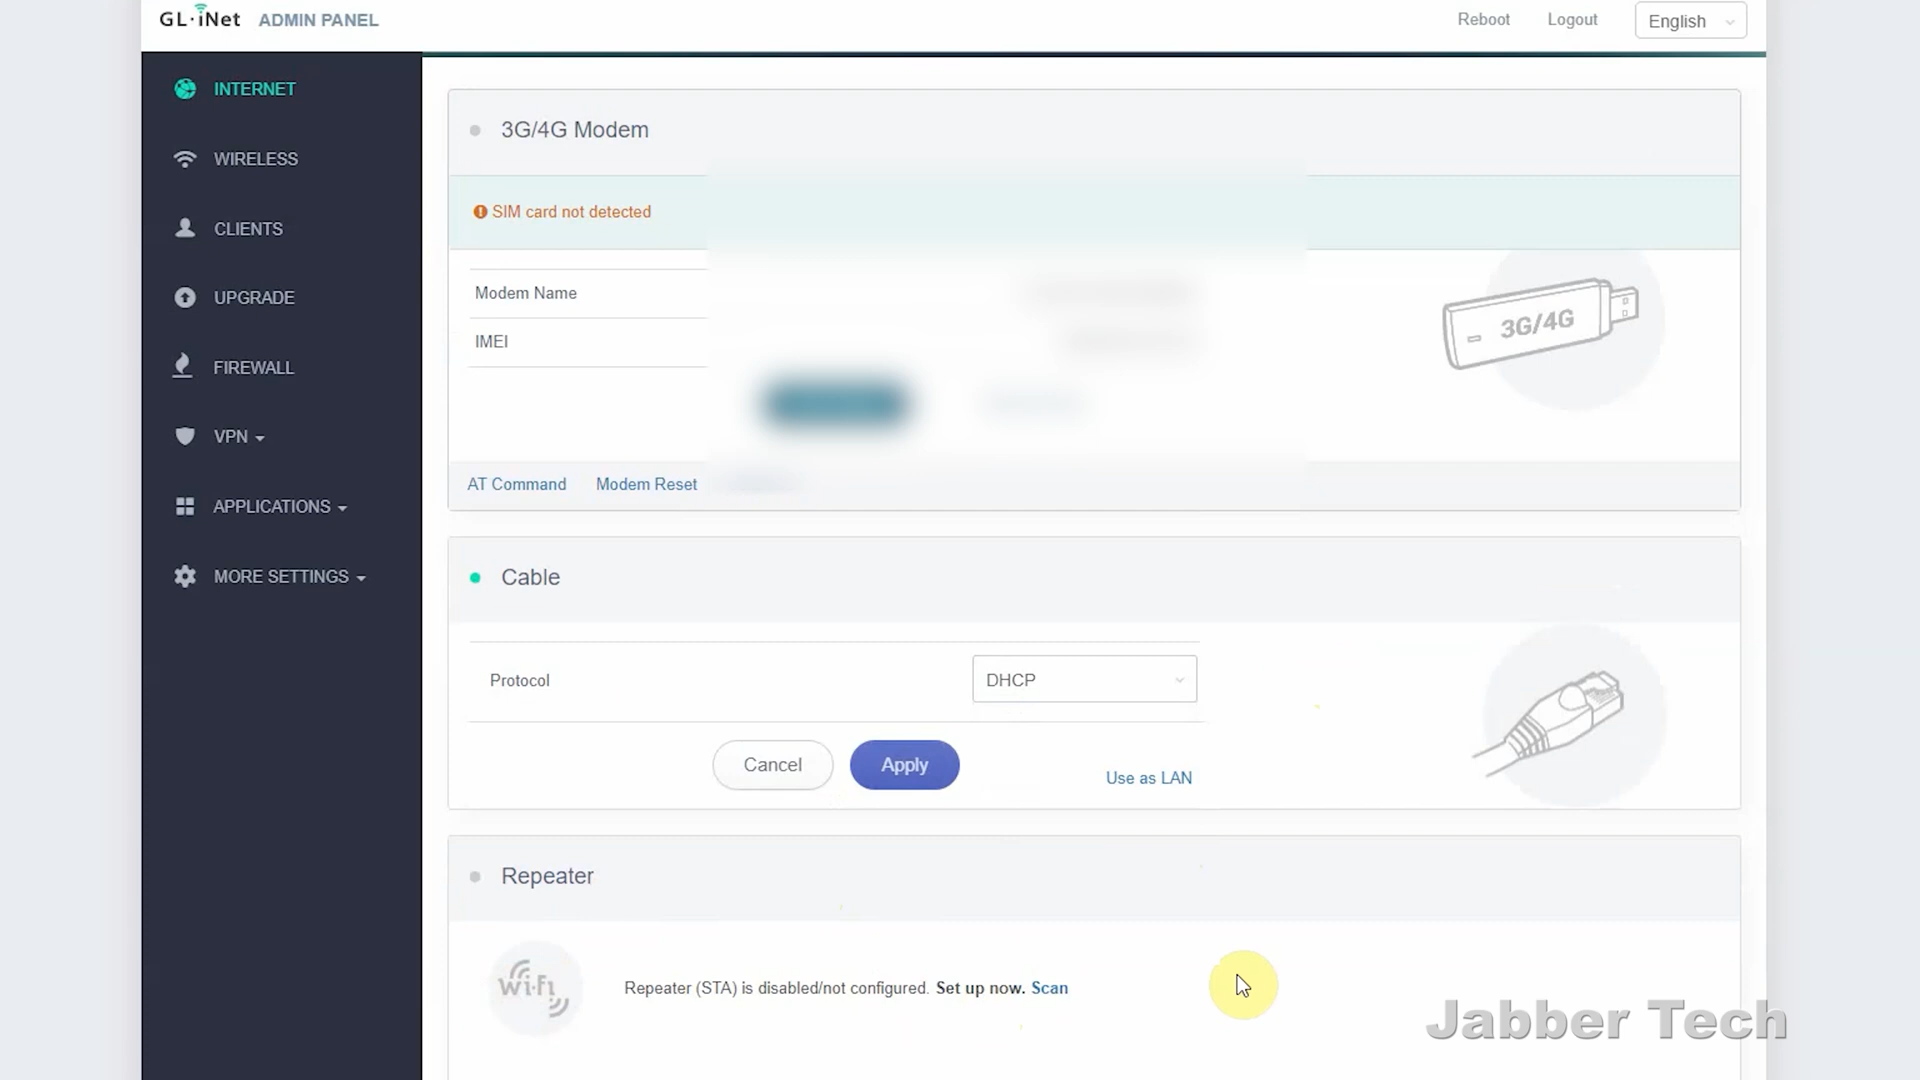 GL·iNet ADMIN PANEL
Reboot
Logout
English
INTERNET
WIRELESS
CLIENTS
UPGRADE
FIREWALL
VPN
APPLICATIONS
MORE SETTINGS
3G/4G Modem
SIM card not detected
Modem Name
IMEI
3G/4G
AT Command
Modem Reset
Cable
Protocol
DHCP
Cancel
Apply
Use as LAN
Repeater
Wi-Fi
Repeater (STA) is disabled/not configured. Set up now. Scan
Jabber Tech